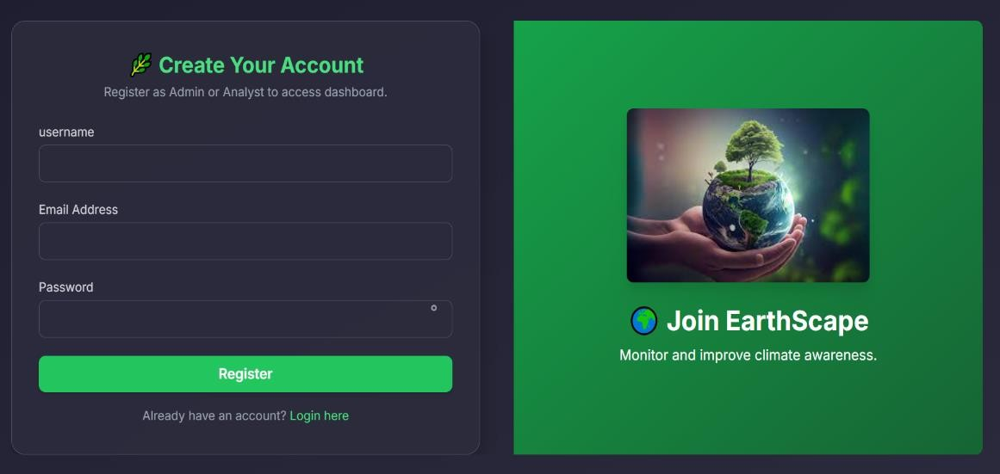 Create Your Account
Register as Admin or Analyst to access dashboard.
username
Email Address
Password
Register
Already have an account? Login here
Join EarthScape
Monitor and improve climate awareness.